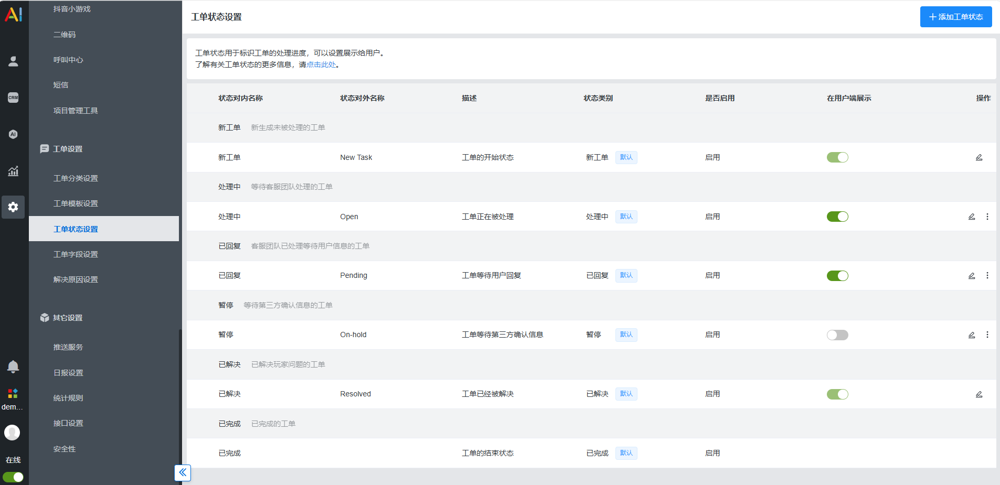 AI
CRM
AI
dem...
在线
抖音小游戏
二维码
呼叫中心
短信
项目管理工具
工单设置
工单分类设置
工单模板设置
工单状态设置
工单字段设置
解决原因设置
其它设置
推送服务
日报设置
统计规则
接口设置
安全性
工单状态设置
添加工单状态
工单状态用于标识工单的处理进度，可以设置展示给用户。
了解有关工单状态的更多信息，请点击此处。
状态对内名称 状态对外名称 描述 状态类别 是否启用 在用户端展示 操作
新工单 新生成未被处理的工单
新工单 New Task 工单的开始状态 新工单 默认 启用
处理中 等待客服团队处理的工单
处理中 Open 工单正在被处理 处理中 默认 启用
已回复 客服团队已处理等待用户信息的工单
已回复 Pending 工单等待用户回复 已回复 默认 启用
暂停 等待第三方确认信息的工单
暂停 On-hold 工单等待第三方确认信息 暂停 默认 启用
已解决 已解决玩家问题的工单
已解决 Resolved 工单已经被解决 已解决 默认 启用
已完成 已完成的工单
已完成 工单的结束状态 已完成 默认 启用